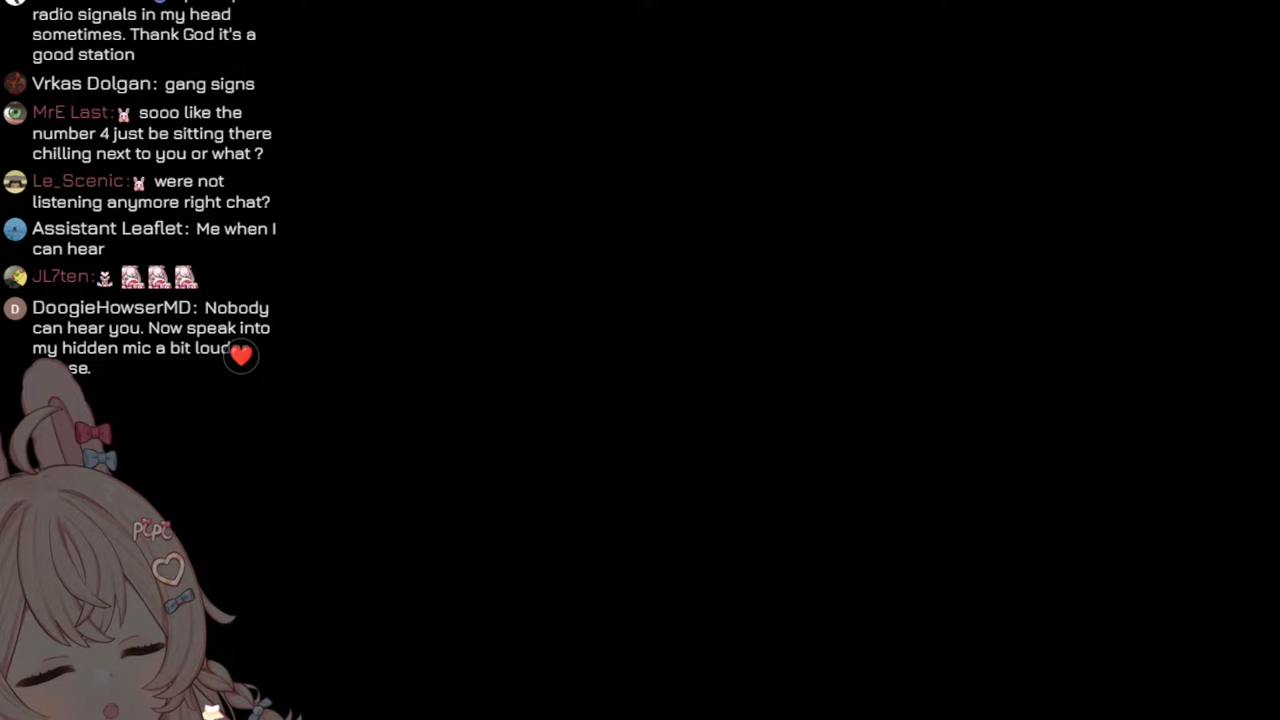 radio signals in my head
sometimes. Thank God it's a
good station
Vrkas Dolgan: gang signs
MrE Last: sooo like the
number 4 just be sitting there
chilling next to you or what ?
Le_Scenic: were not
listening anymore right chat?
Assistant Leaflet: Me when I
can hear
JL7ten:
D DoogieHowserMD: Nobody
can hear you. Now speak into
my hidden mic a bit
se.
PiPi